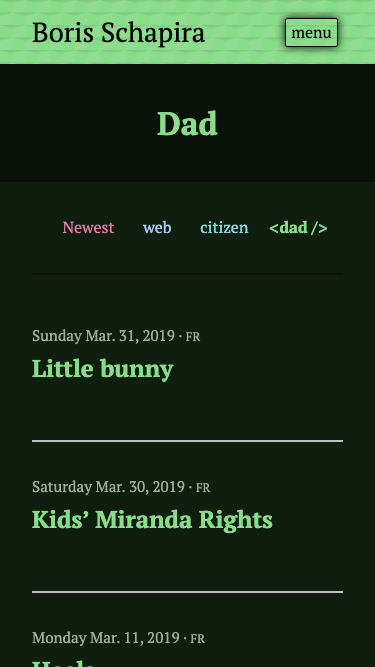 Boris Schapira
menu
Dad
Newest web citizen <dad />
Sunday Mar. 31, 2019 · FR
Little bunny
Saturday Mar. 30, 2019 · FR
Kids’ Miranda Rights
Monday Mar. 11, 2019 · FR